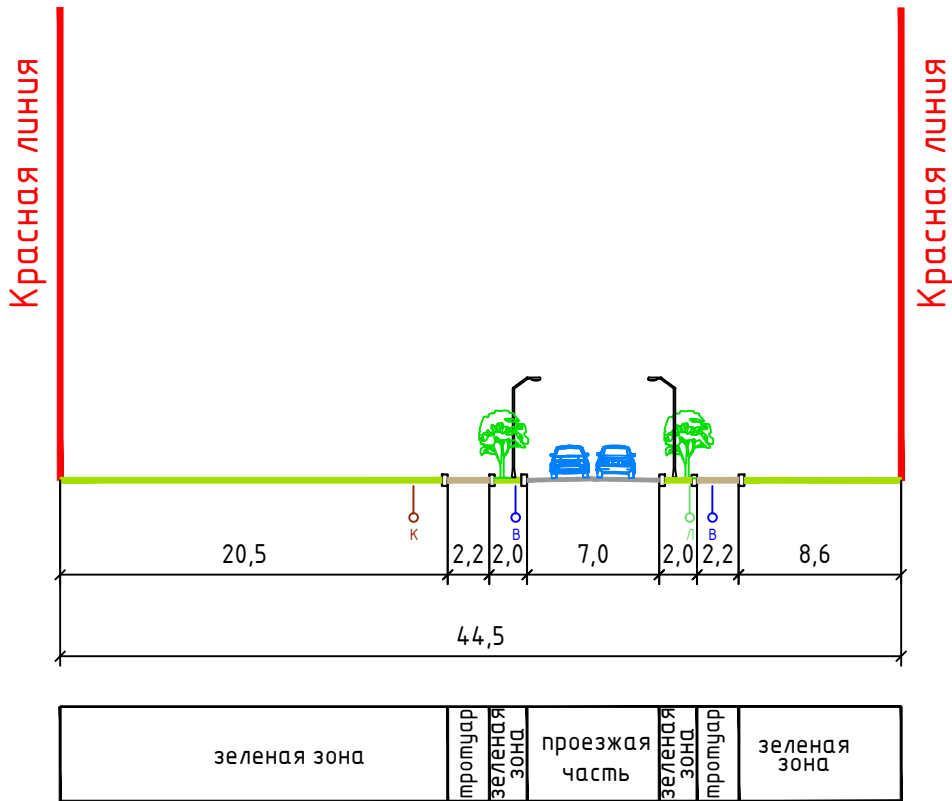 Красная линия
Красная линия
К
В
Л
В
20,5
2,2
2,0
7,0
2,0
2,2
8,6
44,5
зеленая зона
тротуар
зеленая
зона
проезжая
часть
зеленая
зона
тротуар
зеленая
зона